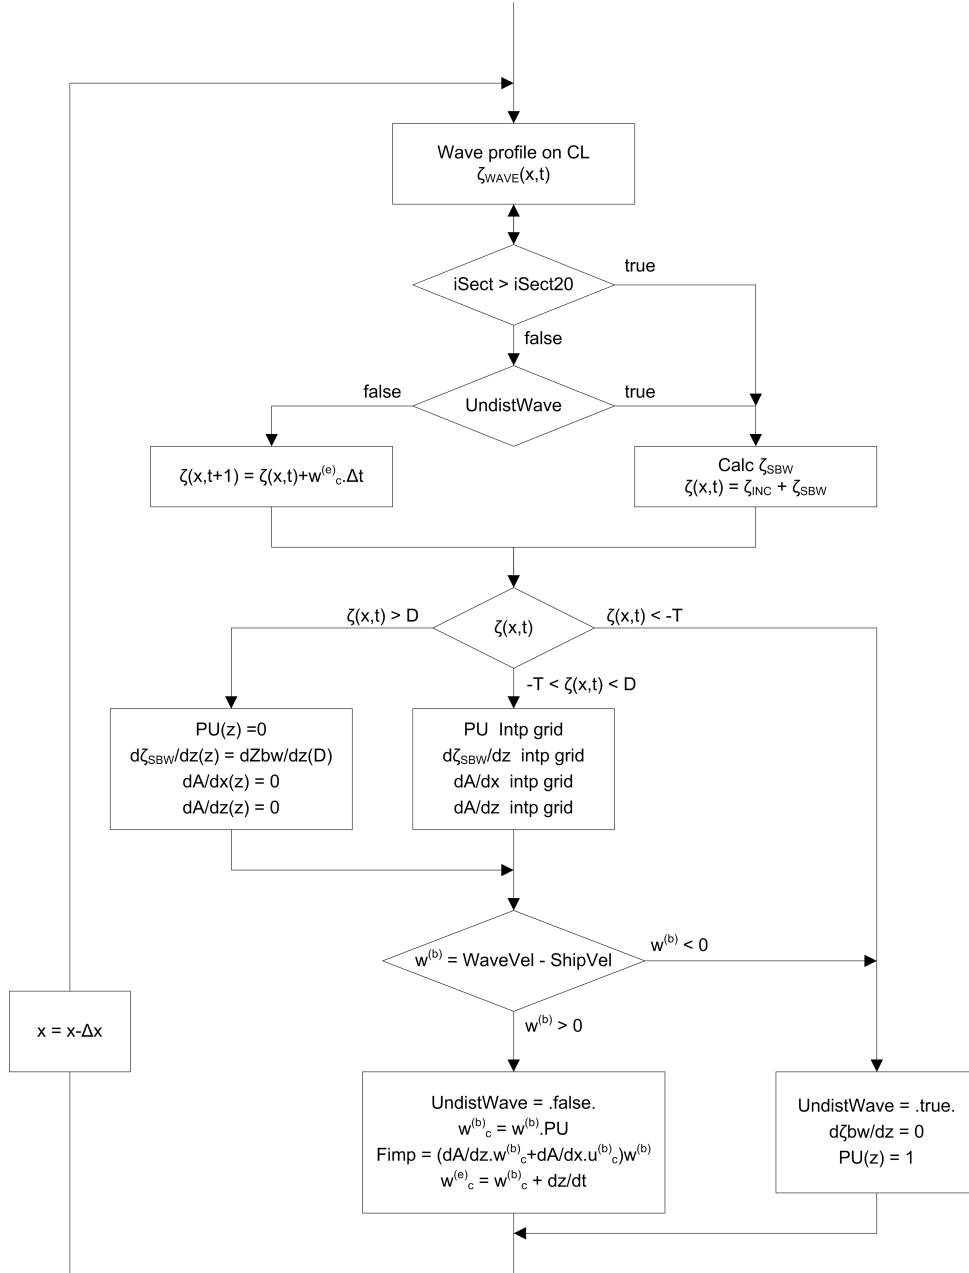 Wave profile on CL
ζWAVE(x,t)
iSect > iSect20
true
false
UndistWave
false
true
ζ(x,t+1) = ζ(x,t)+w(e)c.Δt
Calc ζSBW
ζ(x,t) = ζINC + ζSBW
ζ(x,t) > D
ζ(x,t)
ζ(x,t) < -T
-T < ζ(x,t) < D
PU(z) =0
dζSBW/dz(z) = dZbw/dz(D)
dA/dx(z) = 0
dA/dz(z) = 0
PU Intp grid
dζSBW/dz intp grid
dA/dx intp grid
dA/dz intp grid
w(b) = WaveVel - ShipVel
w(b) < 0
w(b) > 0
x = x-Δx
UndistWave = .false.
w(b)c = w(b).PU
Fimp = (dA/dz.w(b)c+dA/dx.u(b)c)w(b)
w(e)c = w(b)c + dz/dt
UndistWave = .true.
dζbw/dz = 0
PU(z) = 1